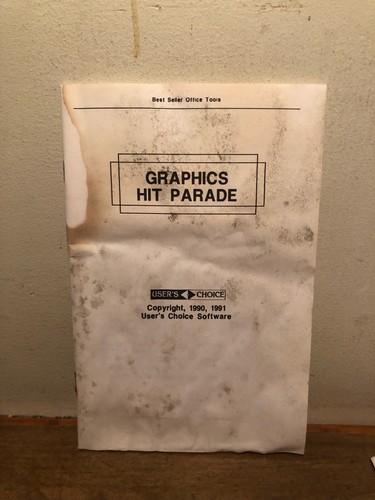 Best Seller Office Tools
GRAPHICS
HIT PARADE
USER'S CHOICE
Copyright, 1990, 1991
User's Choice Software